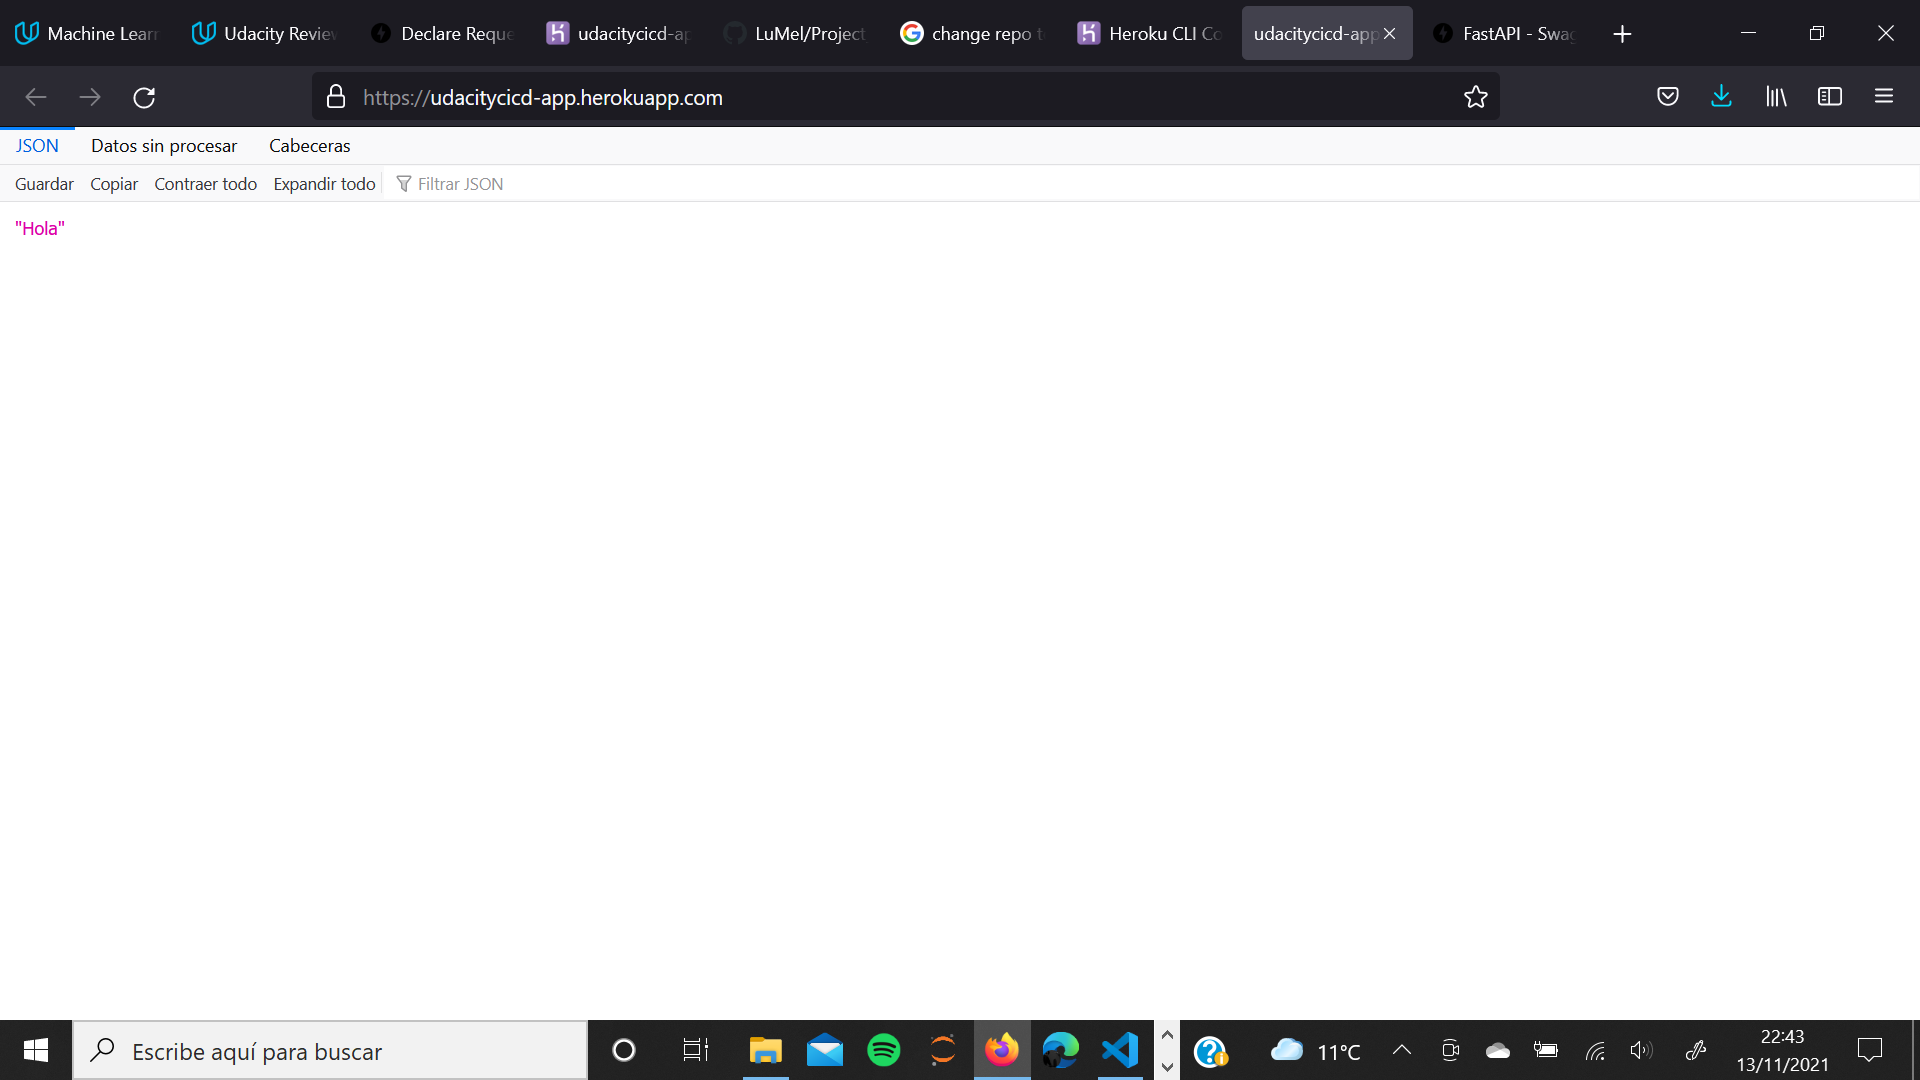 Machine Learn
Udacity Review
Declare Reque
udacitycicd-ap
LuMel/Project
change repo t
Heroku CLI Co
udacitycicd-app
FastAPI - Swag
https://udacitycicd-app.herokuapp.com
JSON
Datos sin procesar
Cabeceras
Guardar
Copiar
Contraer todo
Expandir todo
Filtrar JSON
"Hola"
Escribe aquí para buscar
11°C
22:43
13/11/2021